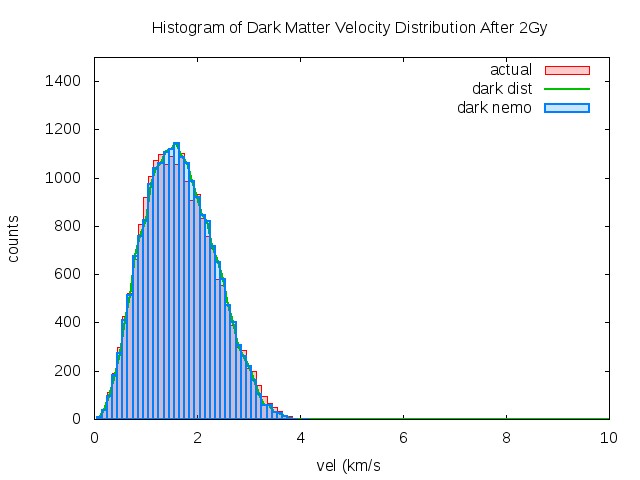 Histogram of Dark Matter Velocity Distribution After 2Gy
actual
dark dist
dark nemo
1400
1200
1000
800
600
400
200
0
counts
0 2 4 6 8 10
vel (km/s